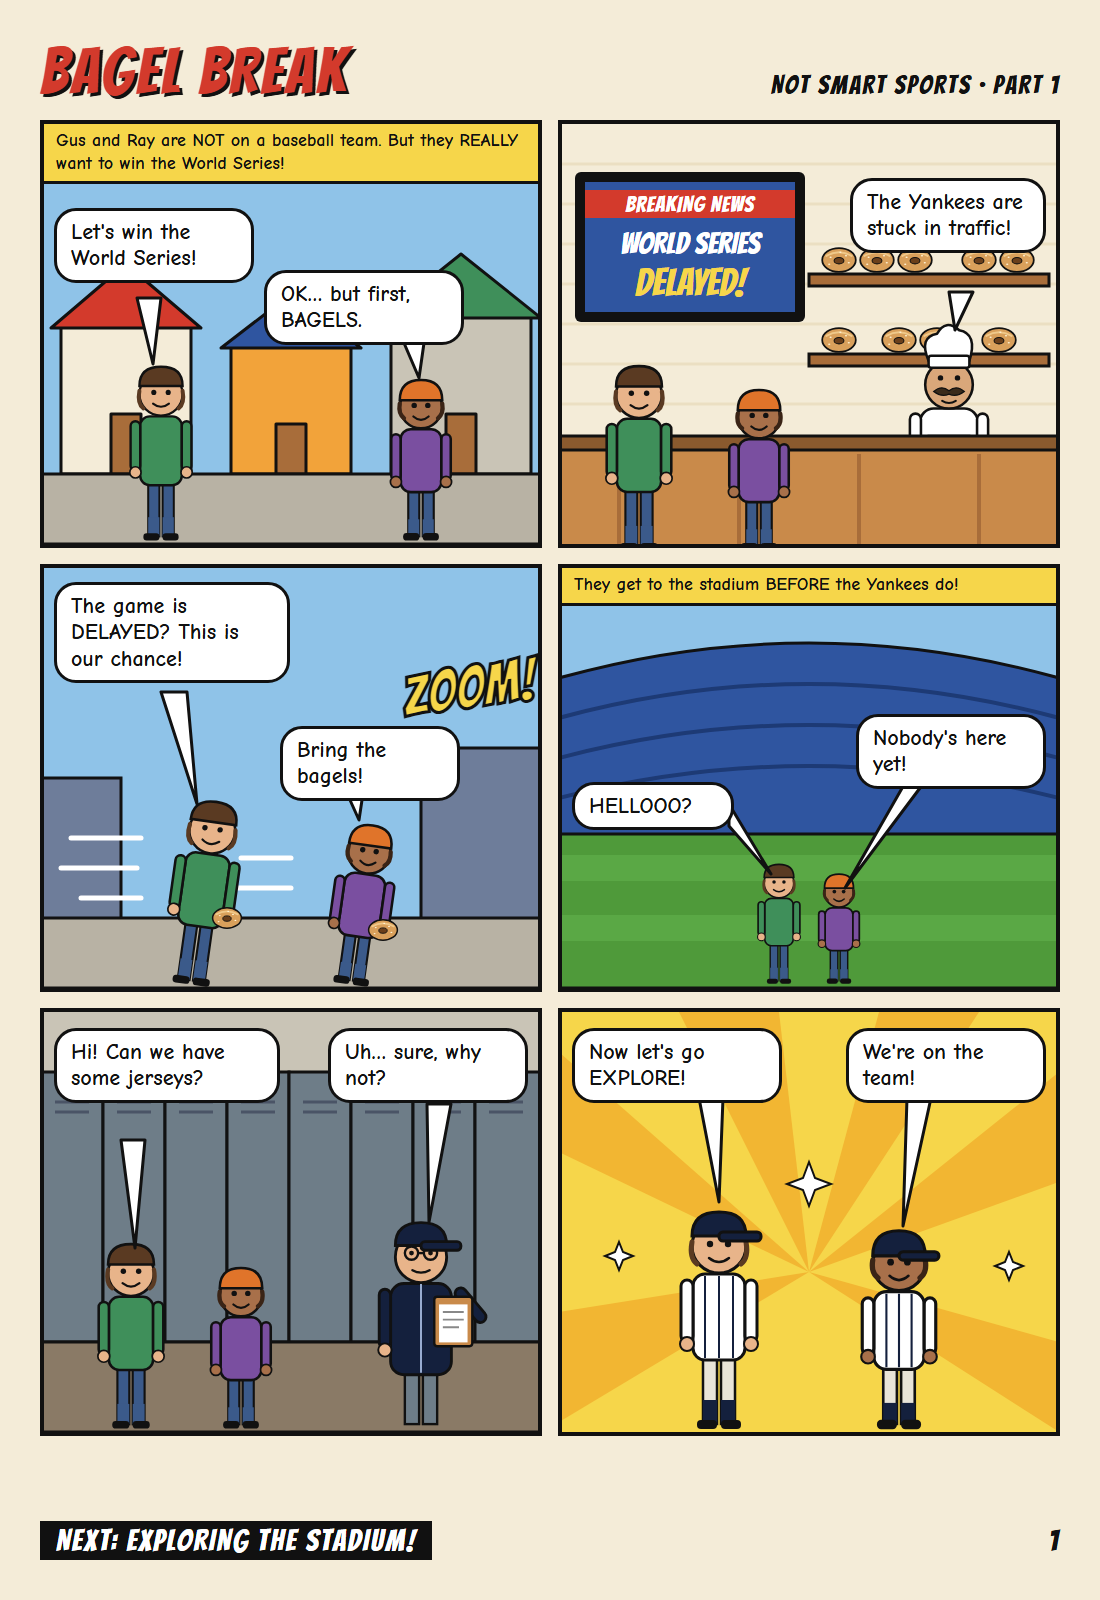 BAGEL BREAK
NOT SMART SPORTS · PART 1
Gus and Ray are NOT on a baseball team. But they REALLY
want to win the World Series!
Let's win the
World Series!
OK... but first,
BAGELS.
BREAKING NEWS
WORLD SERIES
DELAYED!
The Yankees are
stuck in traffic!
The game is
DELAYED? This is
our chance!
ZOOM!
Bring the
bagels!
They get to the stadium BEFORE the Yankees do!
HELLOOO?
Nobody's here
yet!
Hi! Can we have
some jerseys?
Uh... sure, why
not?
Now let's go
EXPLORE!
We're on the
team!
NEXT: EXPLORING THE STADIUM!
1